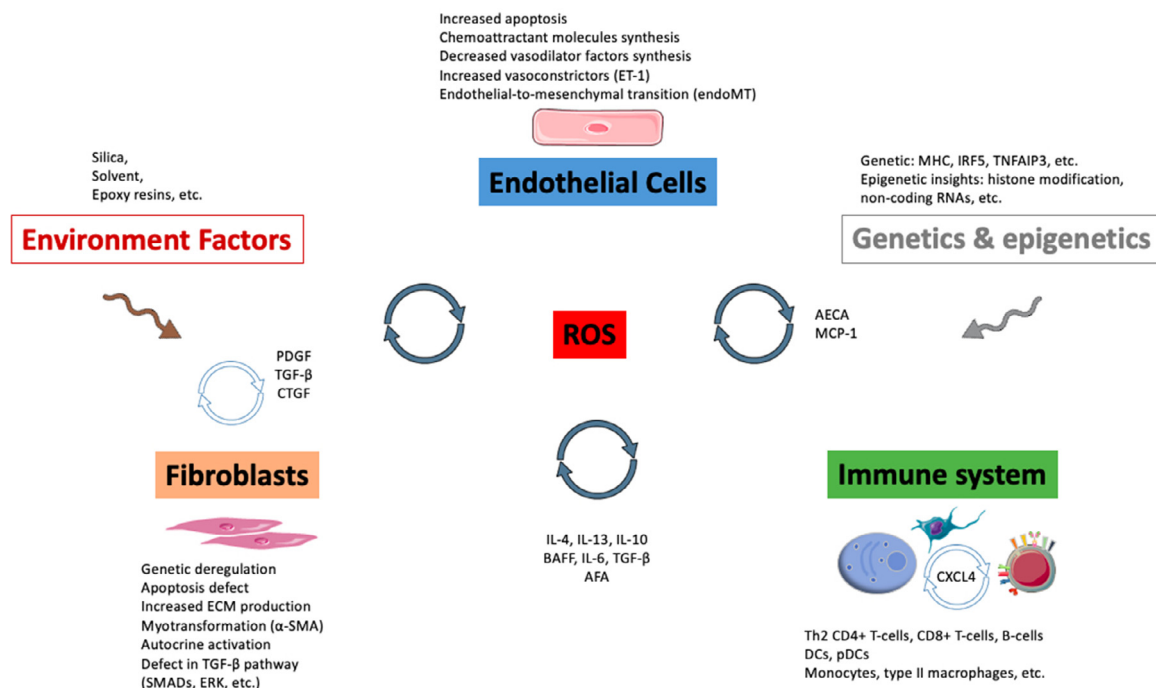 Increased apoptosis
Chemoattractant molecules synthesis
Decreased vasodilator factors synthesis
Increased vasoconstrictors (ET-1)
Endothelial-to-mesenchymal transition (endoMT)
Endothelial Cells
Silica,
Solvent,
Epoxy resins, etc.
Environment Factors
Genetic: MHC, IRF5, TNFAIP3, etc.
Epigenetic insights: histone modification,
non-coding RNAs, etc.
Genetics & epigenetics
ROS
AECA
MCP-1
PDGF
TGF-β
CTGF
Fibroblasts
Genetic deregulation
Apoptosis defect
Increased ECM production
Myotransformation (α-SMA)
Autocrine activation
Defect in TGF-β pathway
(SMADs, ERK, etc.)
IL-4, IL-13, IL-10
BAFF, IL-6, TGF-β
AFA
Immune system
CXCL4
Th2 CD4+ T-cells, CD8+ T-cells, B-cells
DCs, pDCs
Monocytes, type II macrophages, etc.